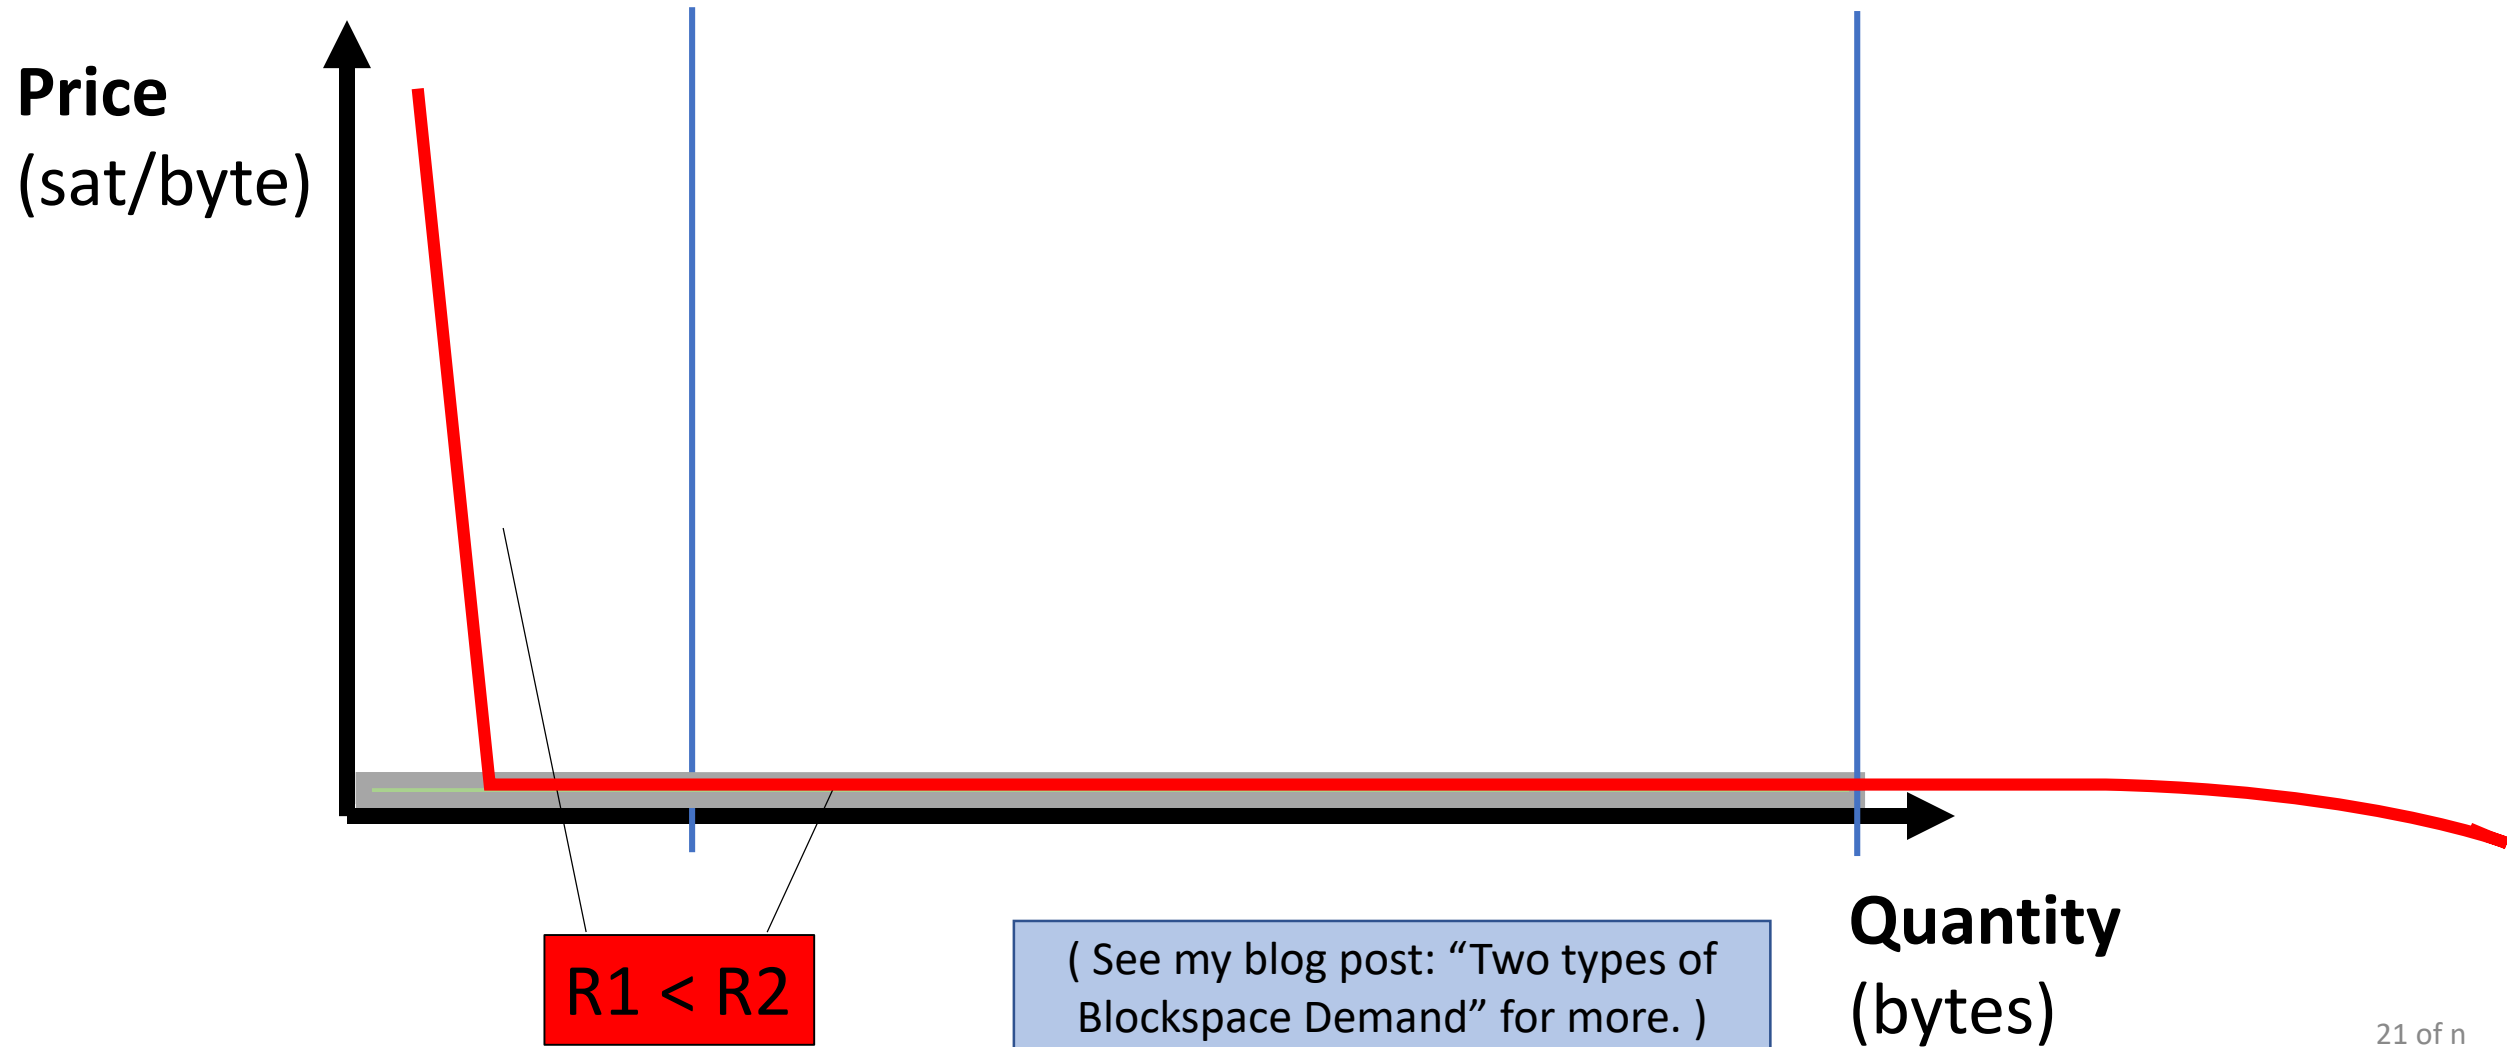 Price
(sat/byte)
R1 < R2
( See my blog post: “Two types of
Blockspace Demand” for more. )
Quantity
(bytes)
21 of n